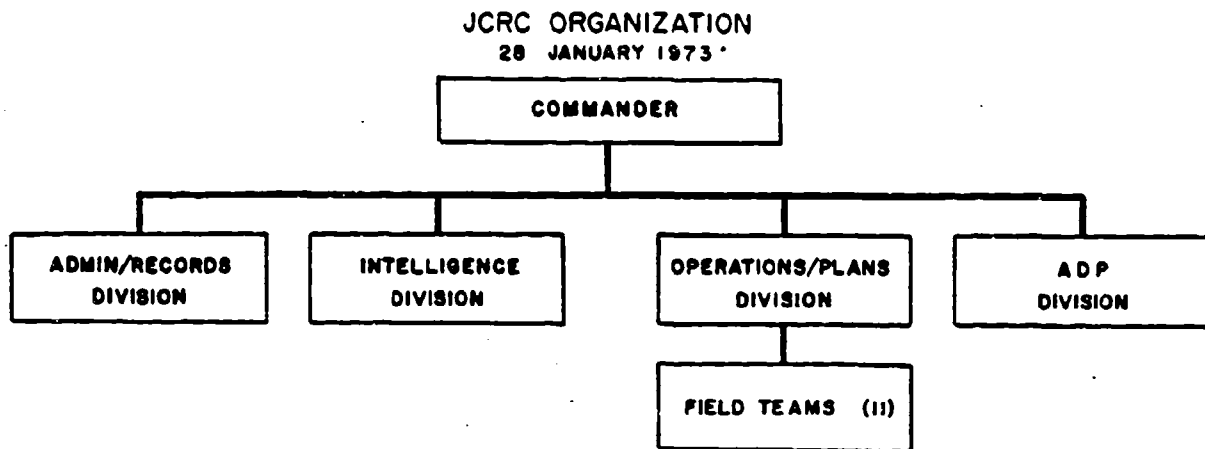 JCRC ORGANIZATION
28 JANUARY 1973
COMMANDER
ADMIN/RECORDS
DIVISION
INTELLIGENCE
DIVISION
OPERATIONS/PLANS
DIVISION
ADP
DIVISION
FIELD TEAMS (11)